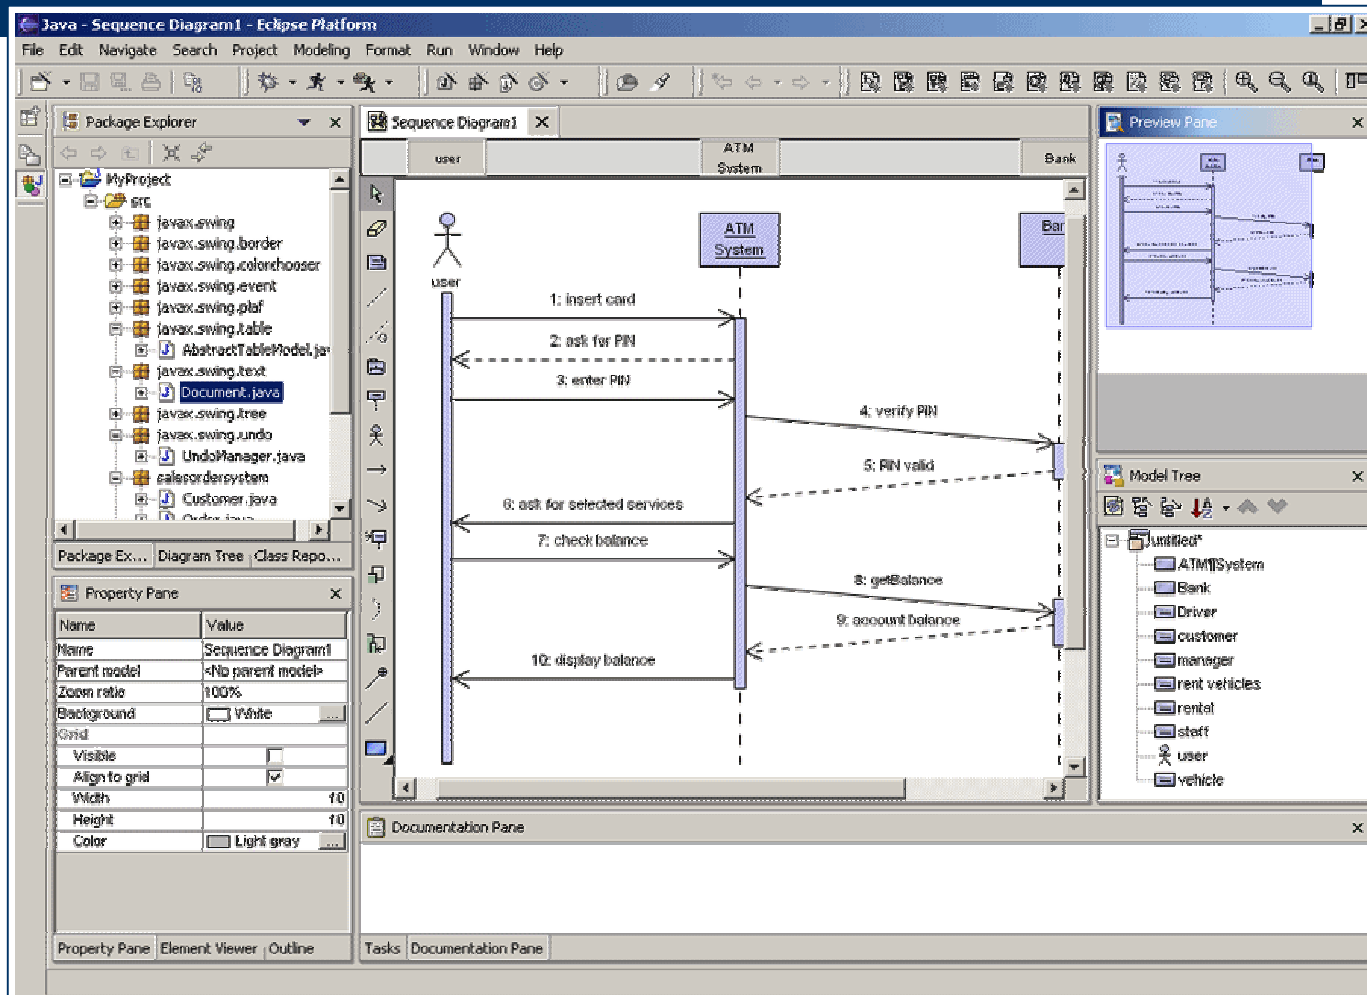 Java - Sequence Diagram1 - Eclipse Platform
File Edit Navigate Search Project Modeling Format Run Window Help
Package Explorer
MyProject
src
javax.swing
javax.swing.border
javax.swing.colorchooser
javax.swing.event
javax.swing.plaf
javax.swing.table
AbstractTableModel.ja
javax.swing.text
Document.java
javax.swing.tree
javax.swing.undo
UndoManager.java
salesordersystem
Customer.java
Order.java
Package Ex... Diagram Tree Class Repo...
Property Pane
Name Value
Name Sequence Diagram1
Parent model <No parent model>
Zoom ratio 100%
Background White ...
Grid
Visible
Align to grid
Width 10
Height 10
Color Light gray ...
Property Pane Element Viewer Outline
Sequence Diagram1
user
ATM
System
Bank
ATM
System
Ban
user
1: insert card
2: ask for PIN
3: enter PIN
4: verify PIN
5: PIN valid
6: ask for selected services
7: check balance
8: getBalance
9: account balance
10: display balance
Documentation Pane
Tasks Documentation Pane
Preview Pane
Model Tree
untitled*
ATM¶System
Bank
Driver
customer
manager
rent vehicles
rental
staff
user
vehicle